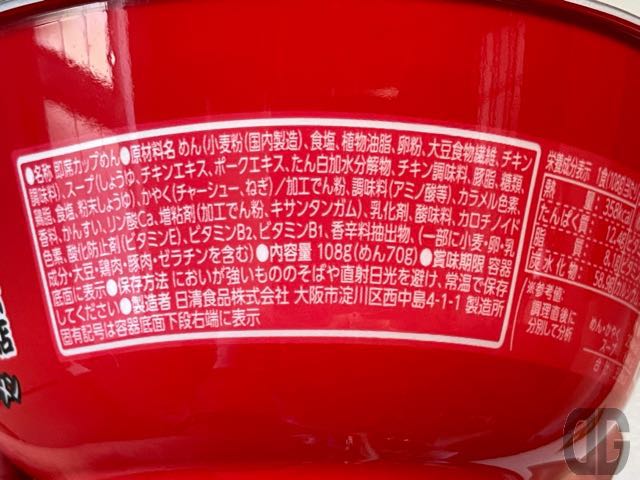 ●名称 即席カップめん●原材料名 めん(小麦粉(国内製造)、食塩、植物油脂、卵粉、大豆食物繊維、チキン
調味料)、スープ(しょうゆ、チキンエキス、ポークエキス、たん白加水分解物、チキン調味料、豚脂、糖類、
鶏脂、食塩、粉末しょうゆ)、かやく(チャーシュー、ねぎ)/加工でん粉、調味料(アミノ酸等)、カラメル色素、
香料、かんすい、リン酸Ca、増粘剤(加工でん粉、キサンタンガム)、乳化剤、酸味料、カロチノイド
色素、酸化防止剤(ビタミンE)、ビタミンB2、ビタミンB1、香辛料抽出物、(一部に小麦・卵・乳
成分・大豆・鶏肉・豚肉・ゼラチンを含む)●内容量 108g(めん70g)●賞味期限 容器
底面に表示●保存方法 においが強いもののそばや直射日光を避け、常温で保存
してください●製造者 日清食品株式会社 大阪市淀川区西中島4-1-1 製造所
固有記号は容器底面下段右端に表示
栄養成分表示 1食(108g)
熱 量 358kcal
たんぱく質
脂 質
炭水化物
※参考値
調理直後に
分別して分析
めん・かやく
スープ
DG